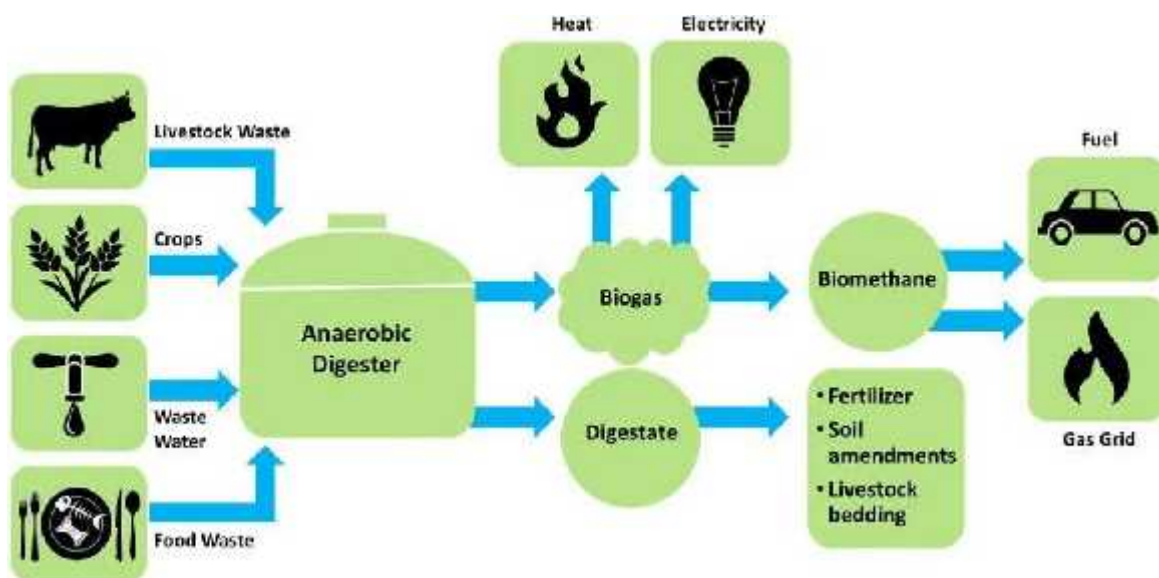 Heat
Electricity
Livestock Waste
Crops
Waste
Water
Food Waste
Anaerobic
Digester
Biogas
Digestate
Biomethane
• Fertilizer
• Soil
amendments
• Livestock
bedding
Fuel
Gas Grid